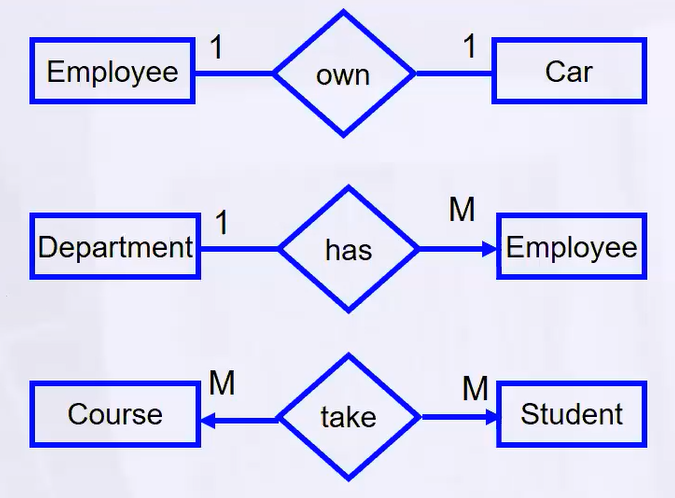 Employee 1 own 1 Car
Department 1 has M Employee
Course M take M Student